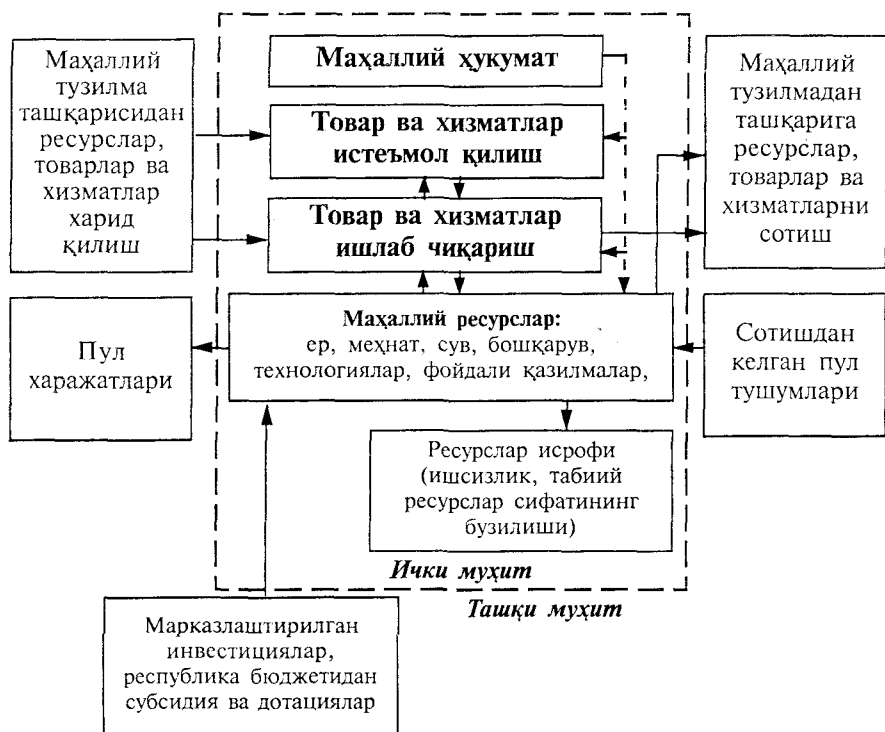 Маҳаллий
тузилма
ташқарисидан
ресурслар,
товарлар ва
хизматлар
харид
қилиш
Маҳаллий ҳукумат
Товар ва хизматлар
истеъмол қилиш
Товар ва хизматлар
ишлаб чиқариш
Маҳаллий
тузилмадан
ташқарига
ресурслар,
товарлар ва
хизматларни
сотиш
Пул
харажатлари
Маҳаллий ресурслар:
ер, меҳнат, сув, бошқарув,
технологиялар, фойдали қазилмалар,
Сотишдан
келган пул
тушумлари
Ресурслар исрофи
(ишсизлик, табиий
ресурслар сифатининг
бузилиши)
Ички муҳит
Ташқи муҳит
Марказлаштирилган
инвестициялар,
республика бюджетидан
субсидия ва дотациялар